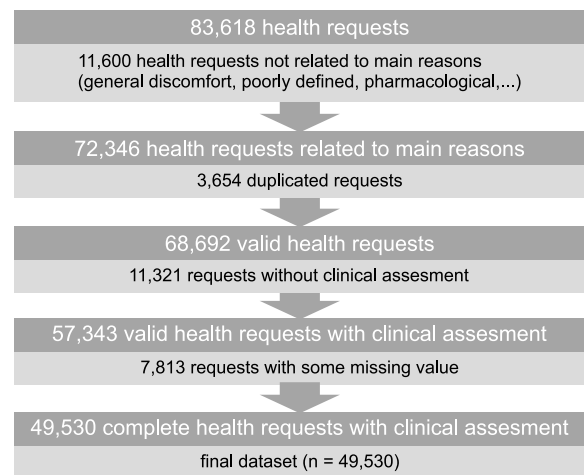 83,618 health requests
11,600 health requests not related to main reasons
(general discomfort, poorly defined, pharmacological,...)
72,346 health requests related to main reasons
3,654 duplicated requests
68,692 valid health requests
11,321 requests without clinical assesment
57,343 valid health requests with clinical assesment
7,813 requests with some missing value
49,530 complete health requests with clinical assesment
final dataset (n = 49,530)